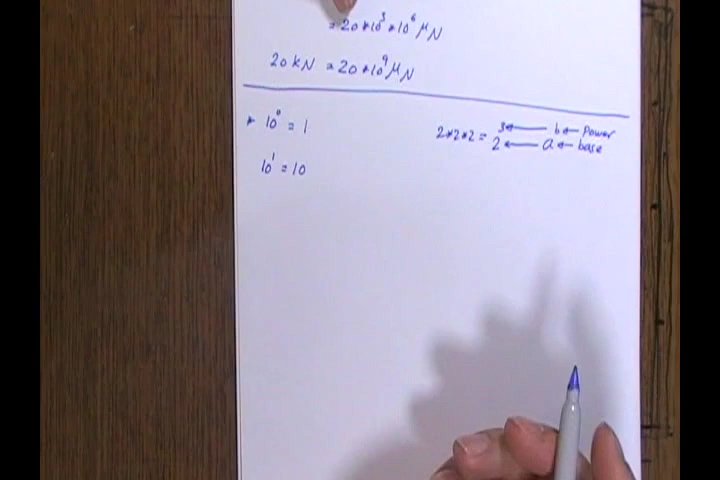 = 20*10³*10⁶ μN
20 kN = 20*10⁹ μN
* 10⁰ = 1
2*2*2 = 2³ ← aᵇ ← Power
← base
10¹ = 10